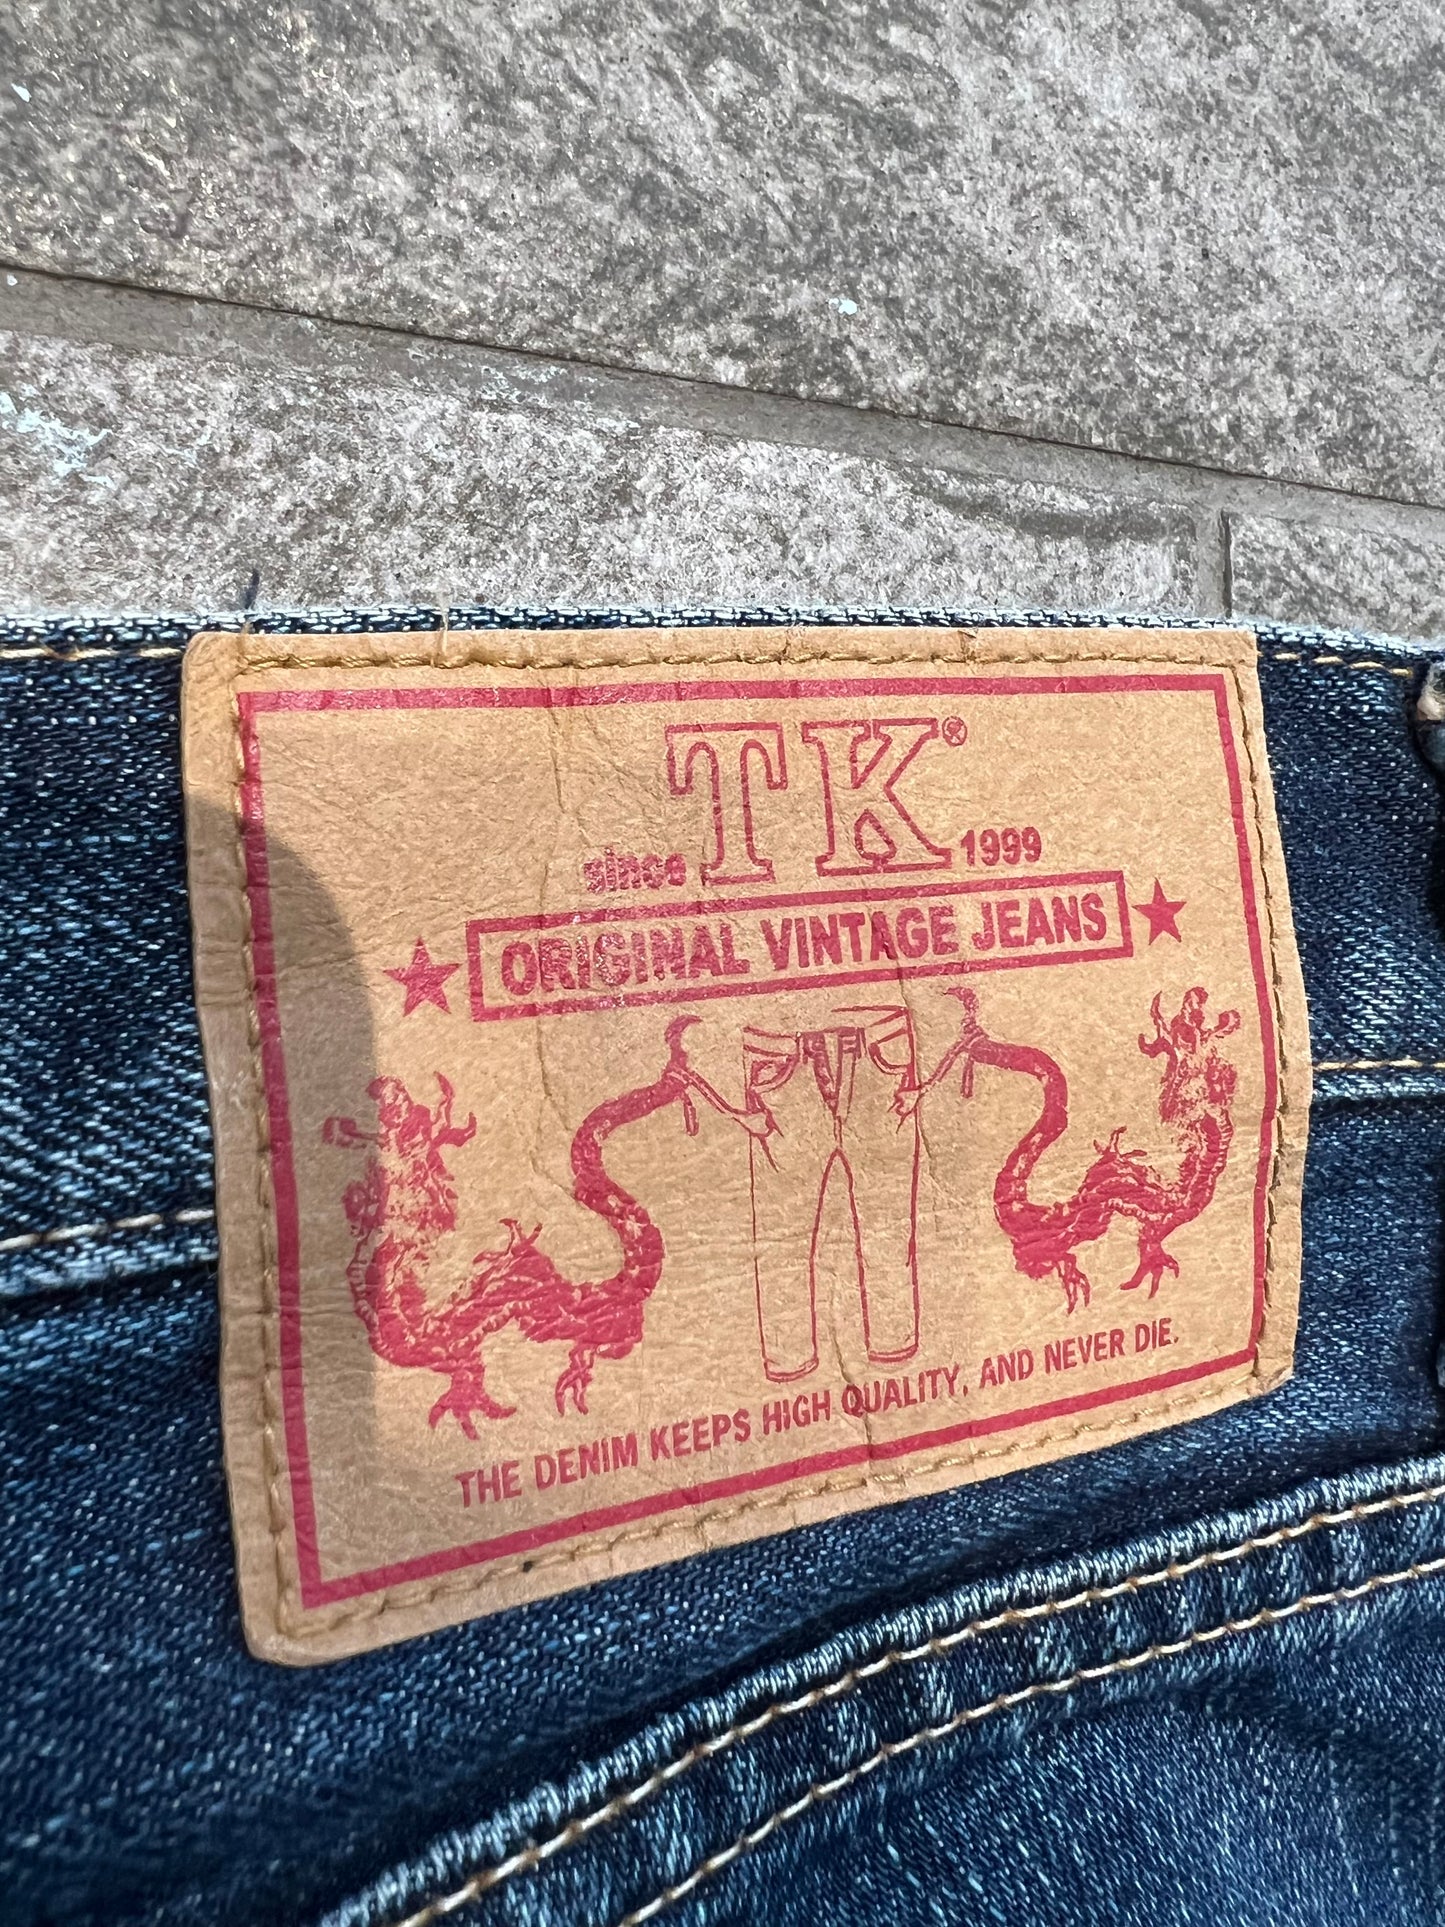 TK®
since 1999
ORIGINAL VINTAGE JEANS
THE DENIM KEEPS HIGH QUALITY, AND NEVER DIE.